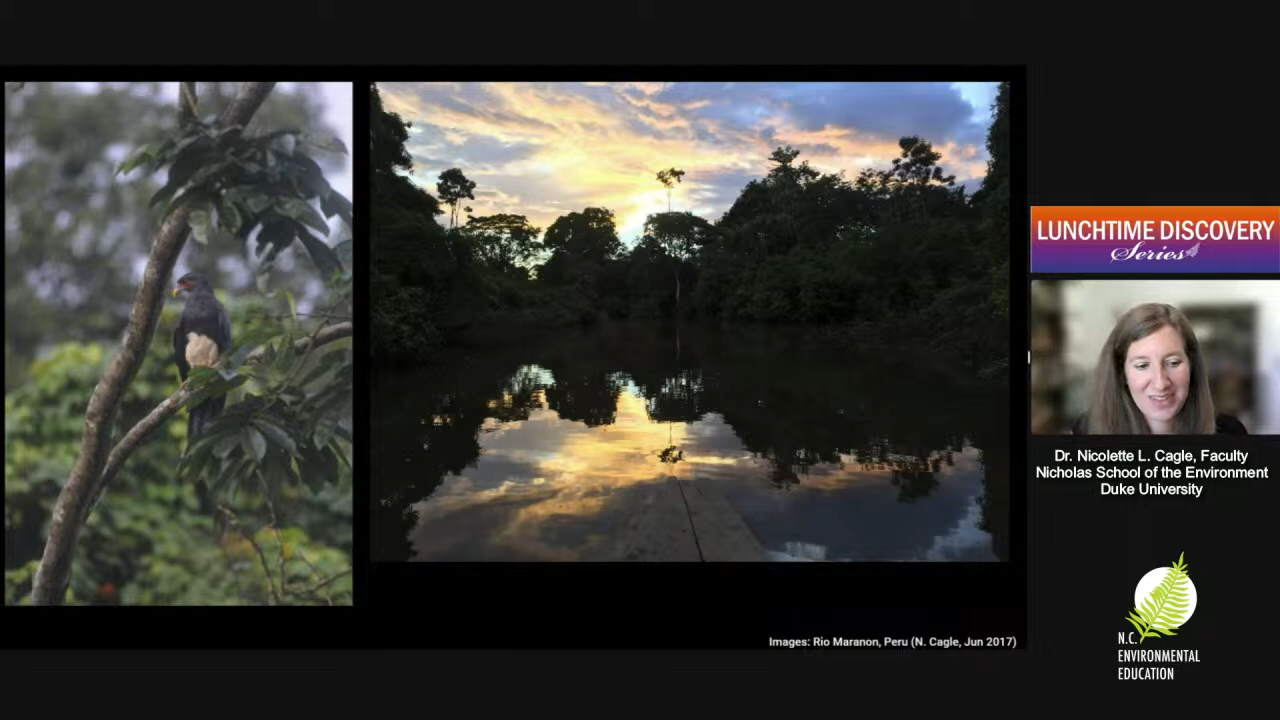 LUNCHTIME DISCOVERY
Series
Dr. Nicolette L. Cagle, Faculty
Nicholas School of the Environment
Duke University
Images: Rio Maranon, Peru (N. Cagle, Jun 2017)
N.C.
ENVIRONMENTAL
EDUCATION